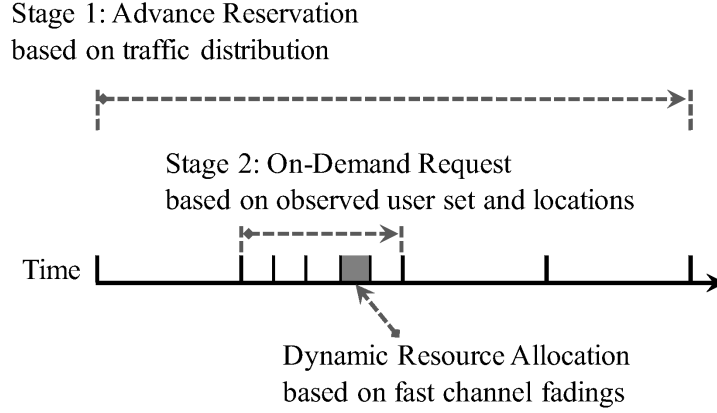 Stage 1: Advance Reservation
based on traffic distribution
Stage 2: On-Demand Request
based on observed user set and locations
Time
Dynamic Resource Allocation
based on fast channel fadings